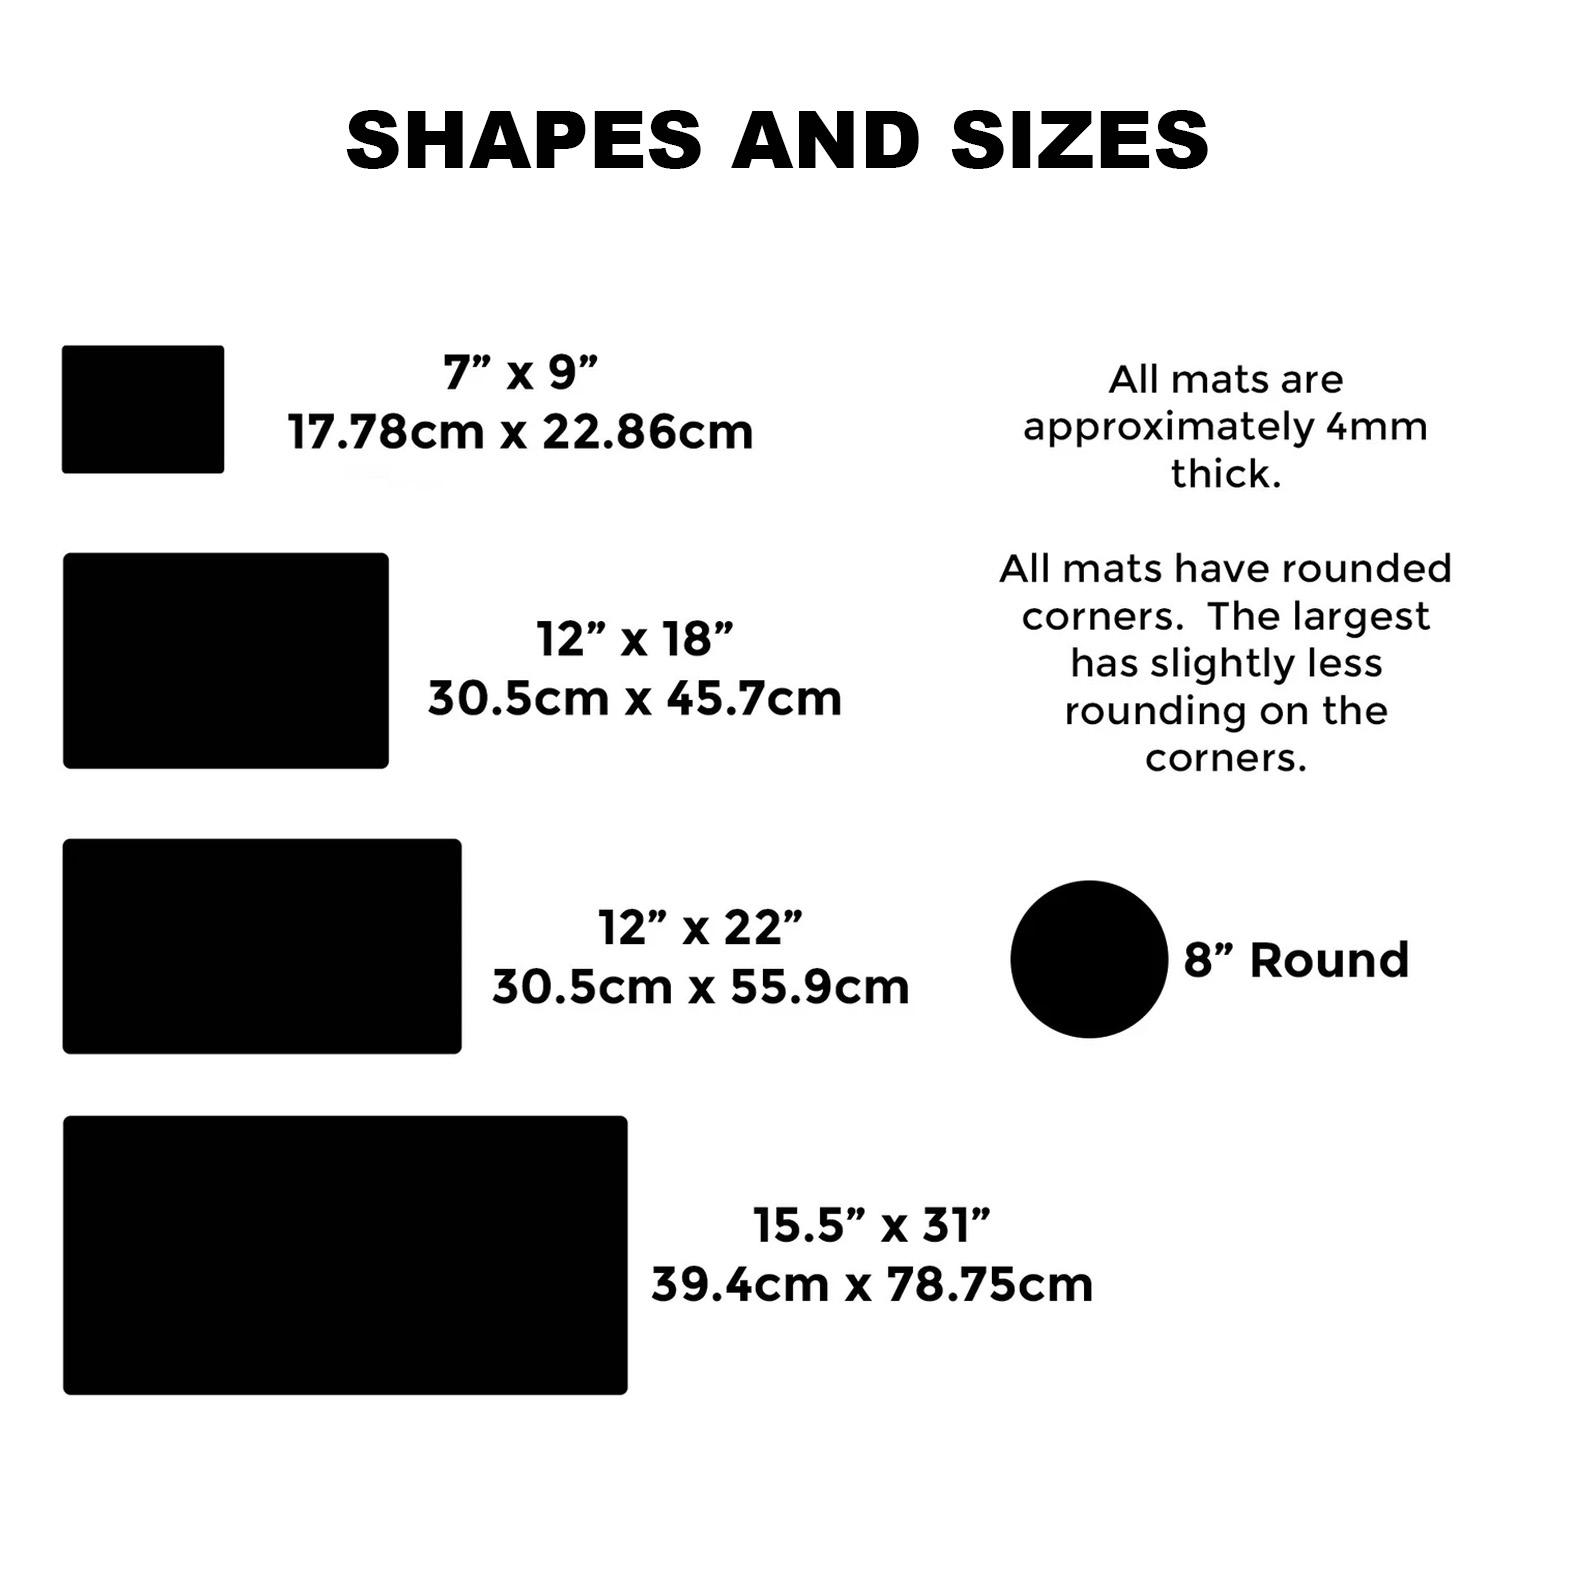 SHAPES AND SIZES
7” x 9”
17.78cm x 22.86cm
All mats are
approximately 4mm
thick.
All mats have rounded
corners.  The largest
has slightly less
rounding on the
corners.
12” x 18”
30.5cm x 45.7cm
12” x 22”
30.5cm x 55.9cm
8” Round
15.5” x 31”
39.4cm x 78.75cm